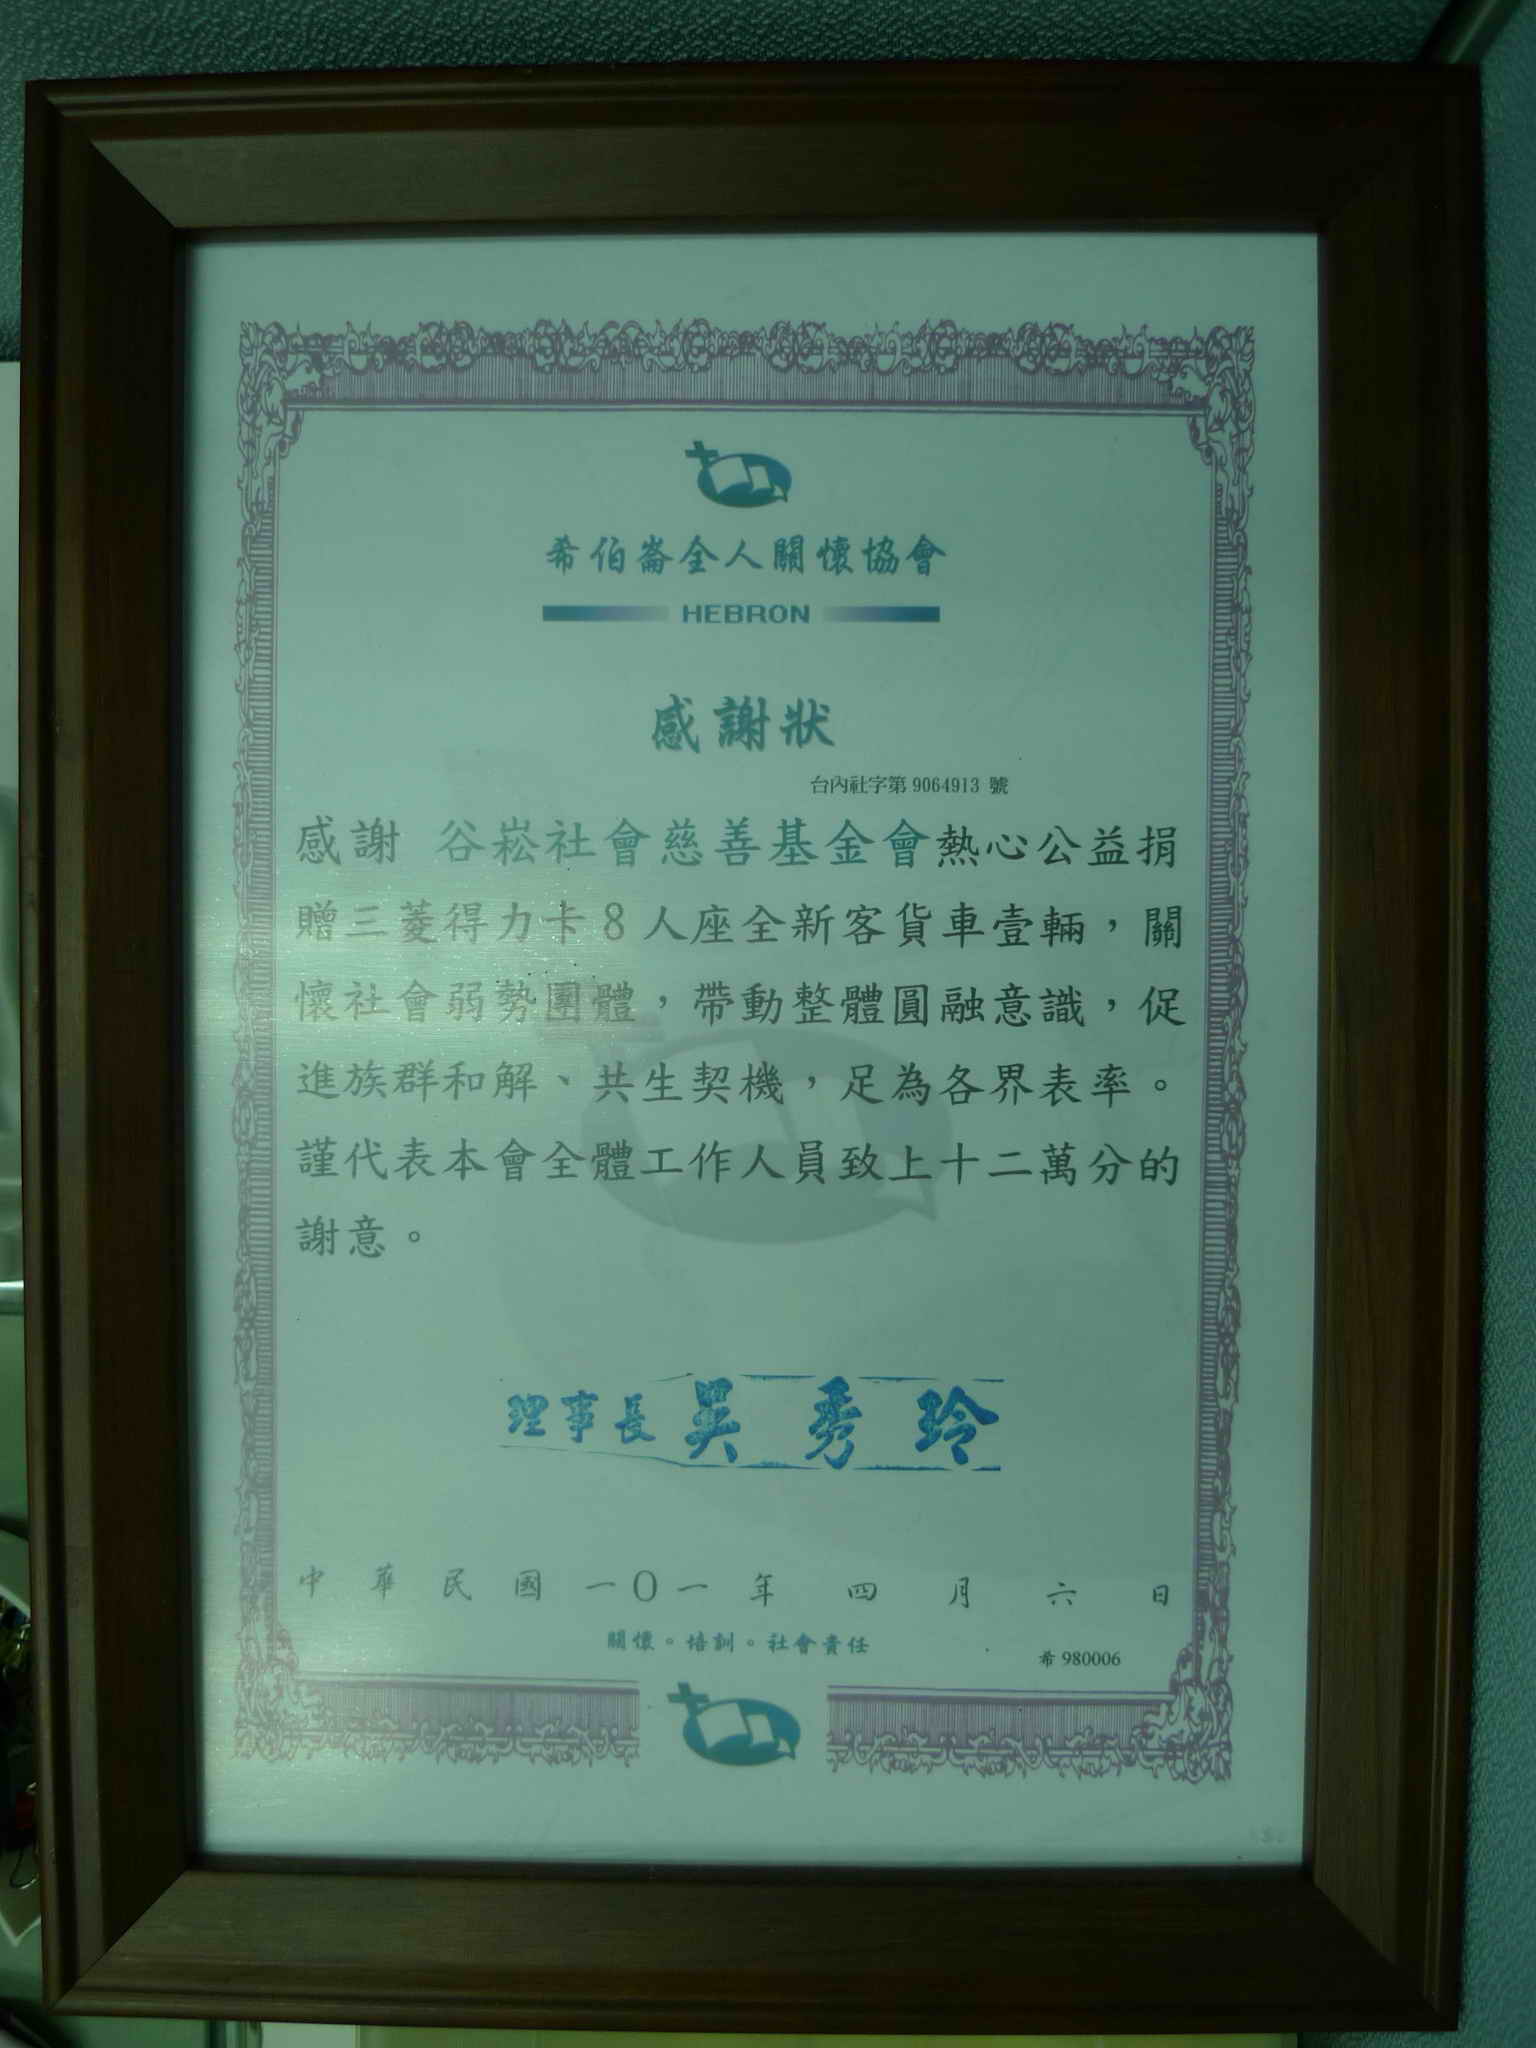 希伯崙全人關懷協會
HEBRON
感謝狀
台內社字第 9064913 號
感謝 谷崧社會慈善基金會熱心公益捐
贈三菱得力卡8人座全新客貨車壹輛，關
懷社會弱勢團體，帶動整體圓融意識，促
進族群和解、共生契機，足為各界表率。
謹代表本會全體工作人員致上十二萬分的
謝意。
理事長 吳秀玲
中華民國一０一年四月六日
關懷。培訓。社會責任
希 980006